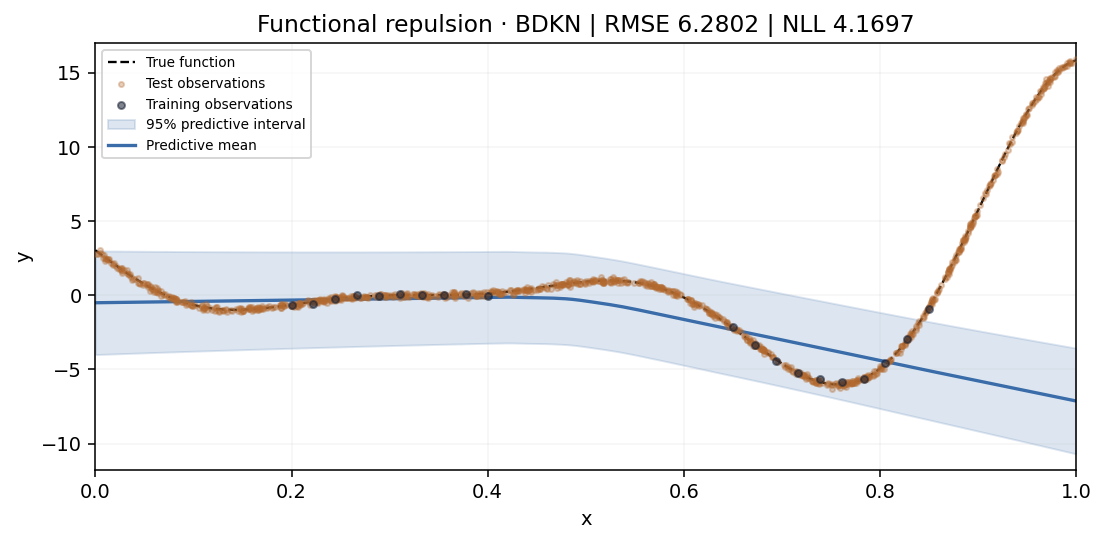 Functional repulsion · BDKN | RMSE 6.2802 | NLL 4.1697
True function
Test observations
Training observations
95% predictive interval
Predictive mean
15
10
5
0
−5
−10
y
0.0 0.2 0.4 0.6 0.8 1.0
x